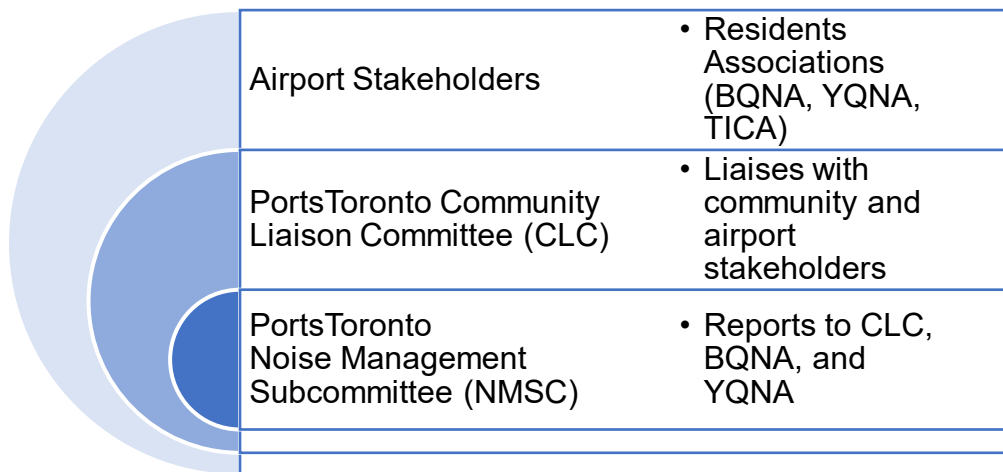 Airport Stakeholders
• Residents
Associations
(BQNA, YQNA,
TICA)
PortsToronto Community
Liaison Committee (CLC)
• Liaises with
community and
airport
stakeholders
PortsToronto
Noise Management
Subcommittee (NMSC)
• Reports to CLC,
BQNA, and
YQNA